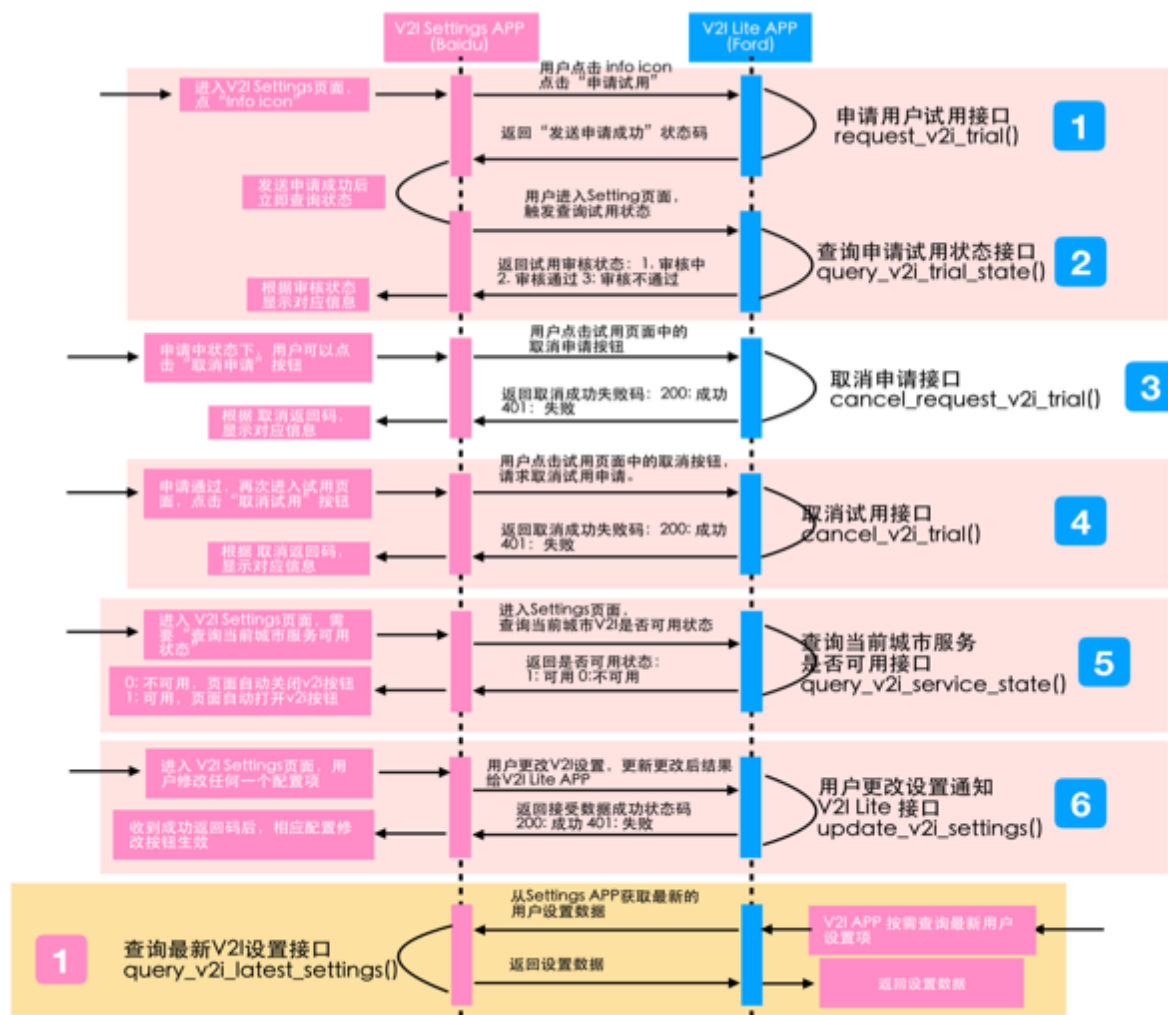 V2I Settings APP
(Baidu)
V2I Lite APP
(Ford)
进入V2I Settings页面，
点“Info icon”
用户点击 info icon
点击“申请试用”
返回“发送申请成功”状态码
申请用户试用接口
request_v2i_trial()
1
发送申请成功后
立即查询状态
用户进入Setting页面，
触发查询试用状态
返回试用审核状态：1. 审核中
2. 审核通过 3: 审核不通过
根据审核状态
显示对应信息
查询申请试用状态接口
query_v2i_trial_state()
2
申请中状态下，用户可以点
击“取消申请”按钮
用户点击试用页面中的
取消申请按钮
返回取消成功失败码：200: 成功
401：失败
根据 取消返回码，
显示对应信息
取消申请接口
cancel_request_v2i_trial()
3
申请通过，再次进入试用页
面，点击“取消试用”按钮
用户点击试用页面中的取消按钮，
请求取消试用申请。
返回取消成功失败码：200: 成功
401：失败
根据 取消返回码，
显示对应信息
取消试用接口
cancel_v2i_trial()
4
进入 V2I Settings页面，需
要“查询当前城市服务可用
状态”
进入Settings页面，
查询当前城市V2I是否可用状态
返回是否可用状态：
1: 可用 0:不可用
0: 不可用，页面自动关闭v2i按钮
1: 可用，页面自动打开v2i按钮
查询当前城市服务
是否可用接口
query_v2i_service_state()
5
进入 V2I Settings页面，用
户修改任何一个配置项
用户更改V2I设置，更新更改后结果
给V2I Lite APP
返回接受数据成功状态码
200: 成功 401: 失败
收到成功返回码后，相应配置修
改按钮生效
用户更改设置通知
V2I Lite 接口
update_v2i_settings()
6
从Settings APP获取最新的
用户设置数据
V2I APP 按需查询最新用户
设置项
1
查询最新V2I设置接口
query_v2i_latest_settings()
返回设置数据
返回设置数据